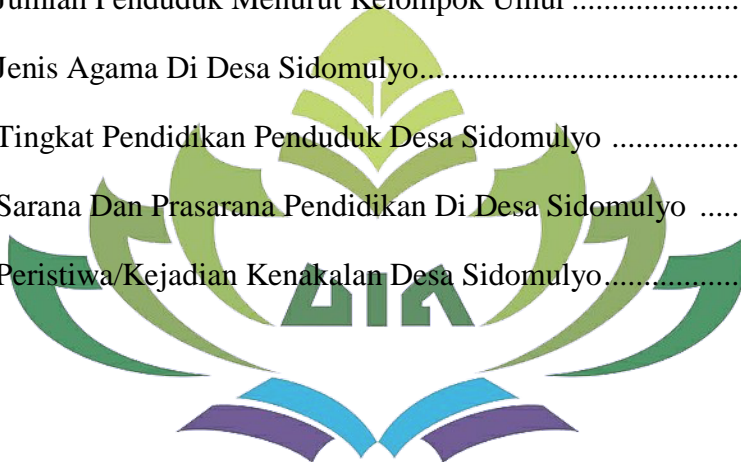 Jumlah Penduduk Menurut Kelompok Umur ........................
Jenis Agama Di Desa Sidomulyo........................................
Tingkat Pendidikan Penduduk Desa Sidomulyo ................
Sarana Dan Prasarana Pendidikan Di Desa Sidomulyo .....
Peristiwa/Kejadian Kenakalan Desa Sidomulyo.................